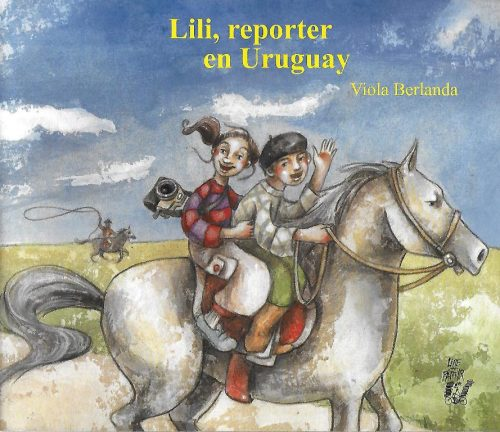 Lili, reporter
en Uruguay
Viola Berlanda